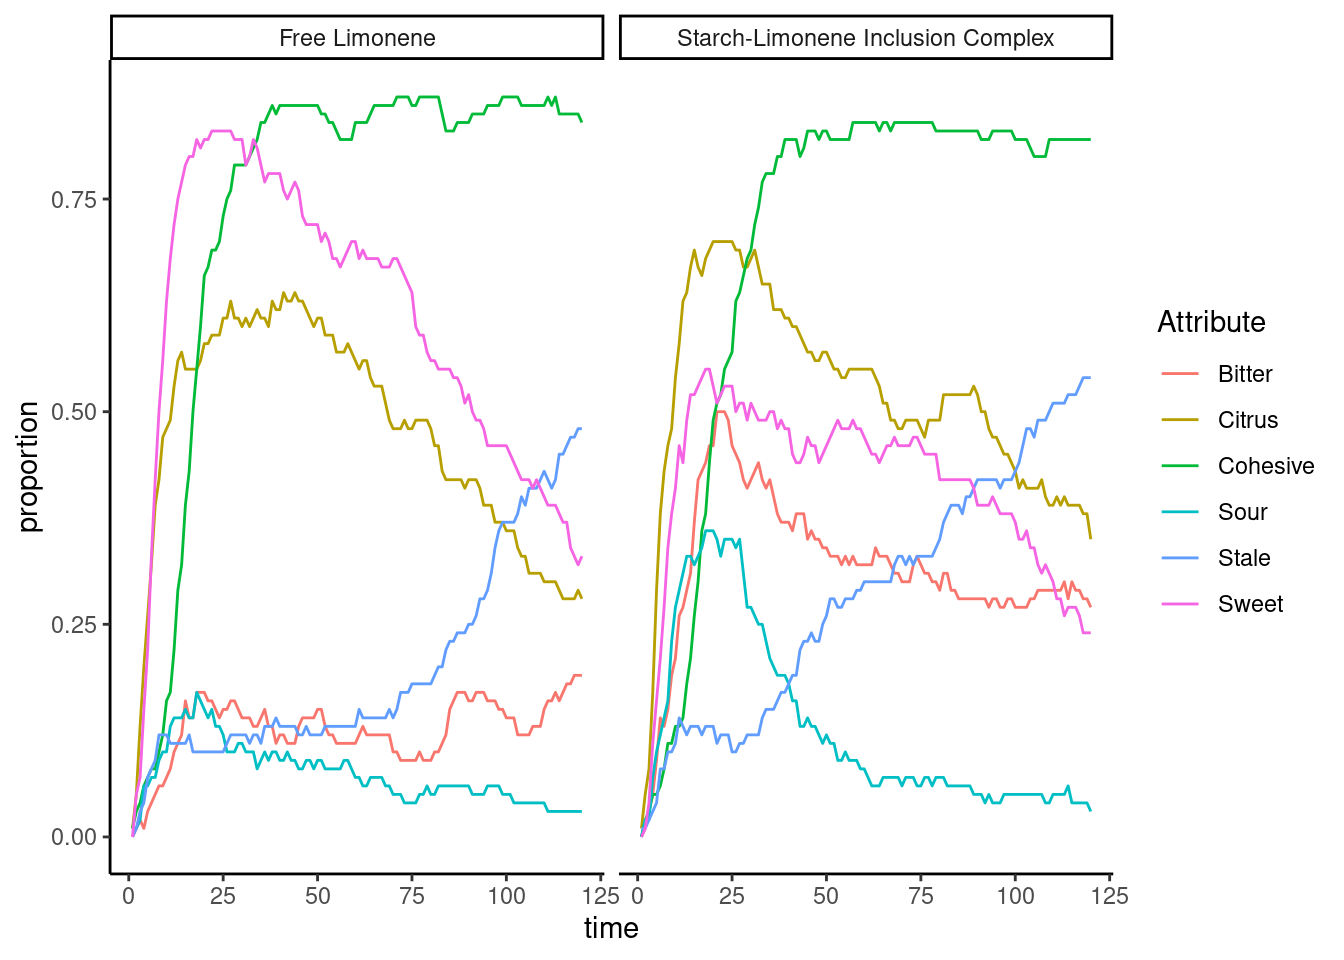 Free Limonene
Starch-Limonene Inclusion Complex
proportion
0.75
0.50
0.25
0.00
0 25 50 75 100 125
0 25 50 75 100 125
time
Attribute
Bitter
Citrus
Cohesive
Sour
Stale
Sweet